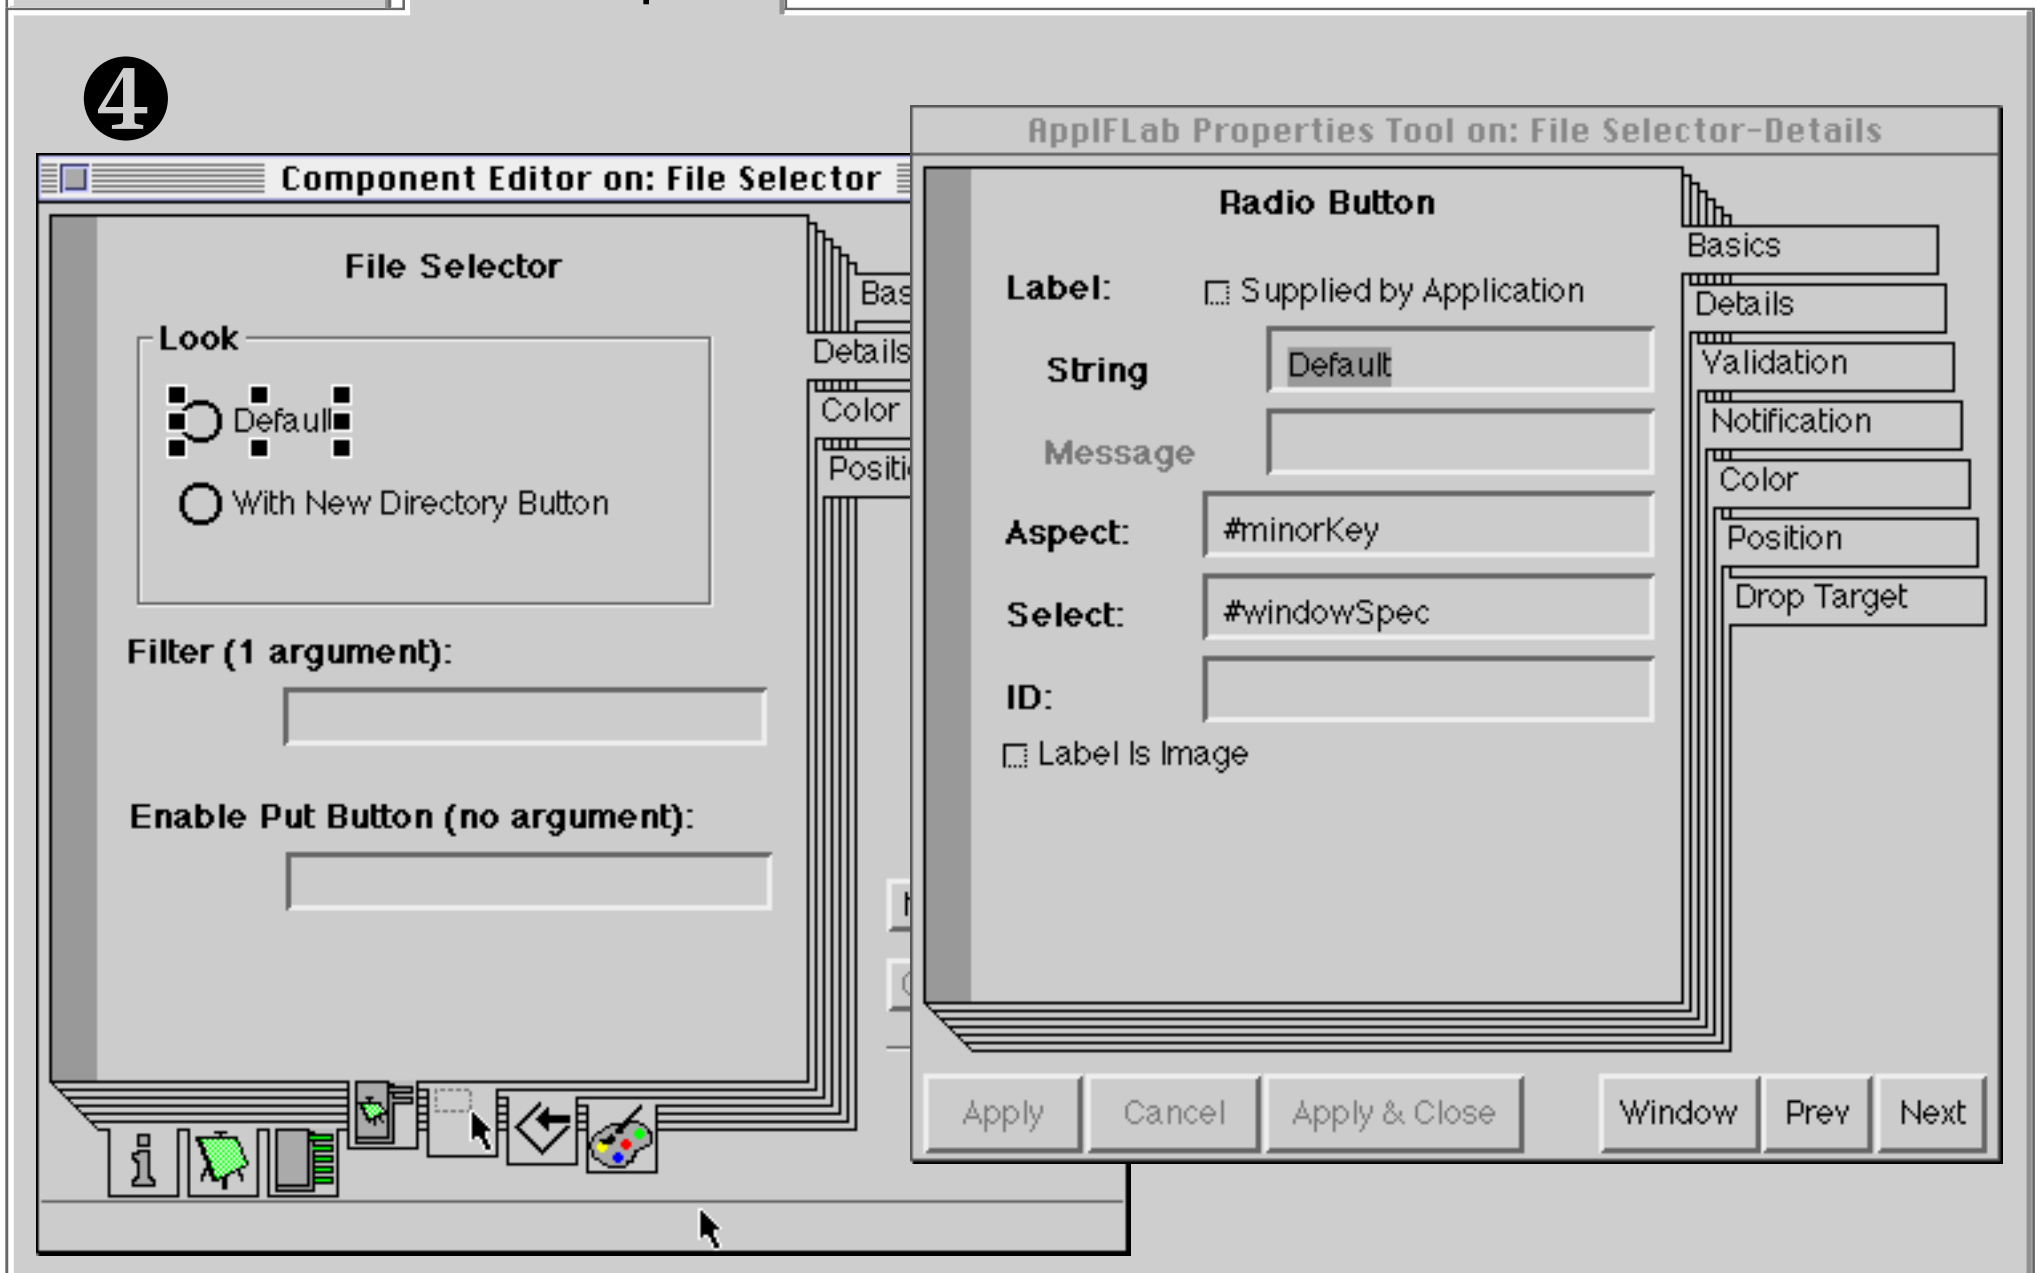 4
Component Editor on: File Selector
File Selector
Look
Default
With New Directory Button
Filter (1 argument):
Enable Put Button (no argument):
Details
Color
ApplFLab Properties Tool on: File Selector-Details
Radio Button
Label:
Supplied by Application
String
Default
Message
Aspect:
#minorKey
Select:
#windowSpec
ID:
Label Is Image
Basics
Details
Validation
Notification
Color
Position
Drop Target
Apply
Cancel
Apply & Close
Window
Prev
Next